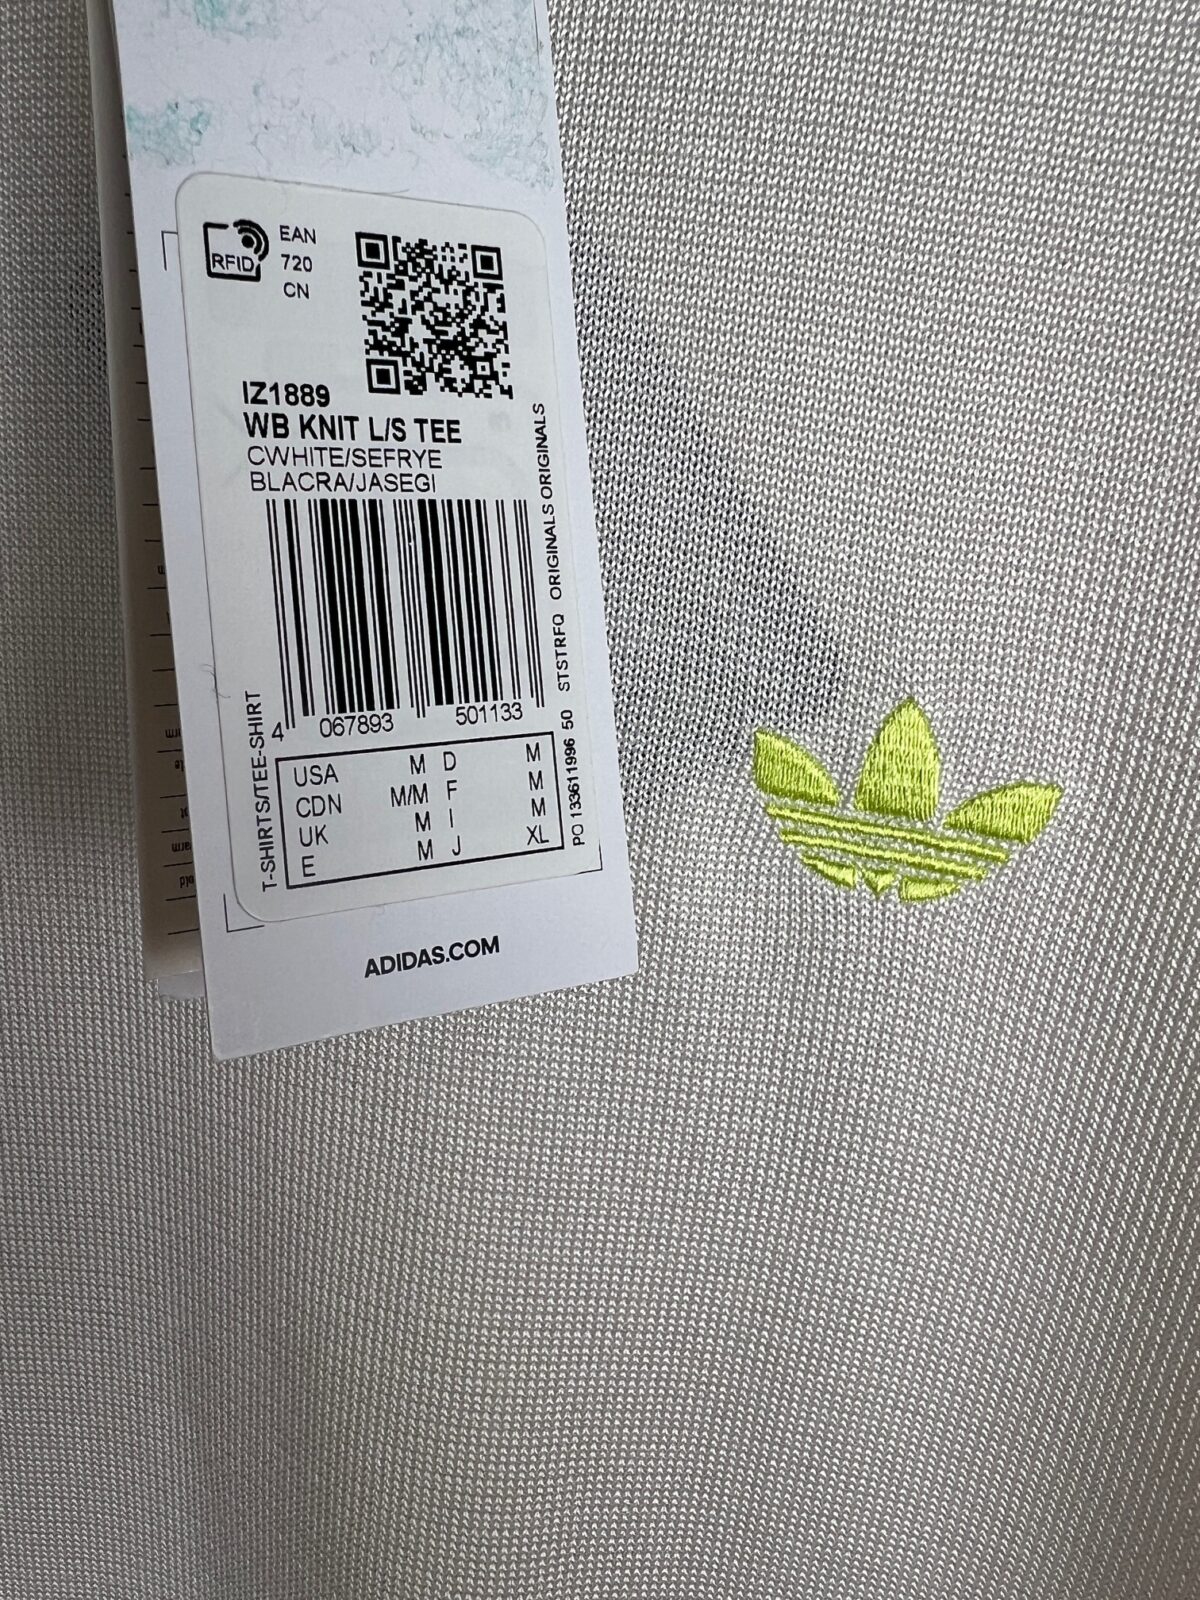 RFID
EAN
720
CN
IZ1889
WB KNIT L/S TEE
CWHITE/SEFRYE
BLACRA/JASEGI
4 067893 501133
T-SHIRTS/TEE-SHIRT
PO 133611996 50 STSTRFQ ORIGINALS ORIGINALS
USA M D M
CDN M/M F M
UK M I M
E M J XL
ADIDAS.COM